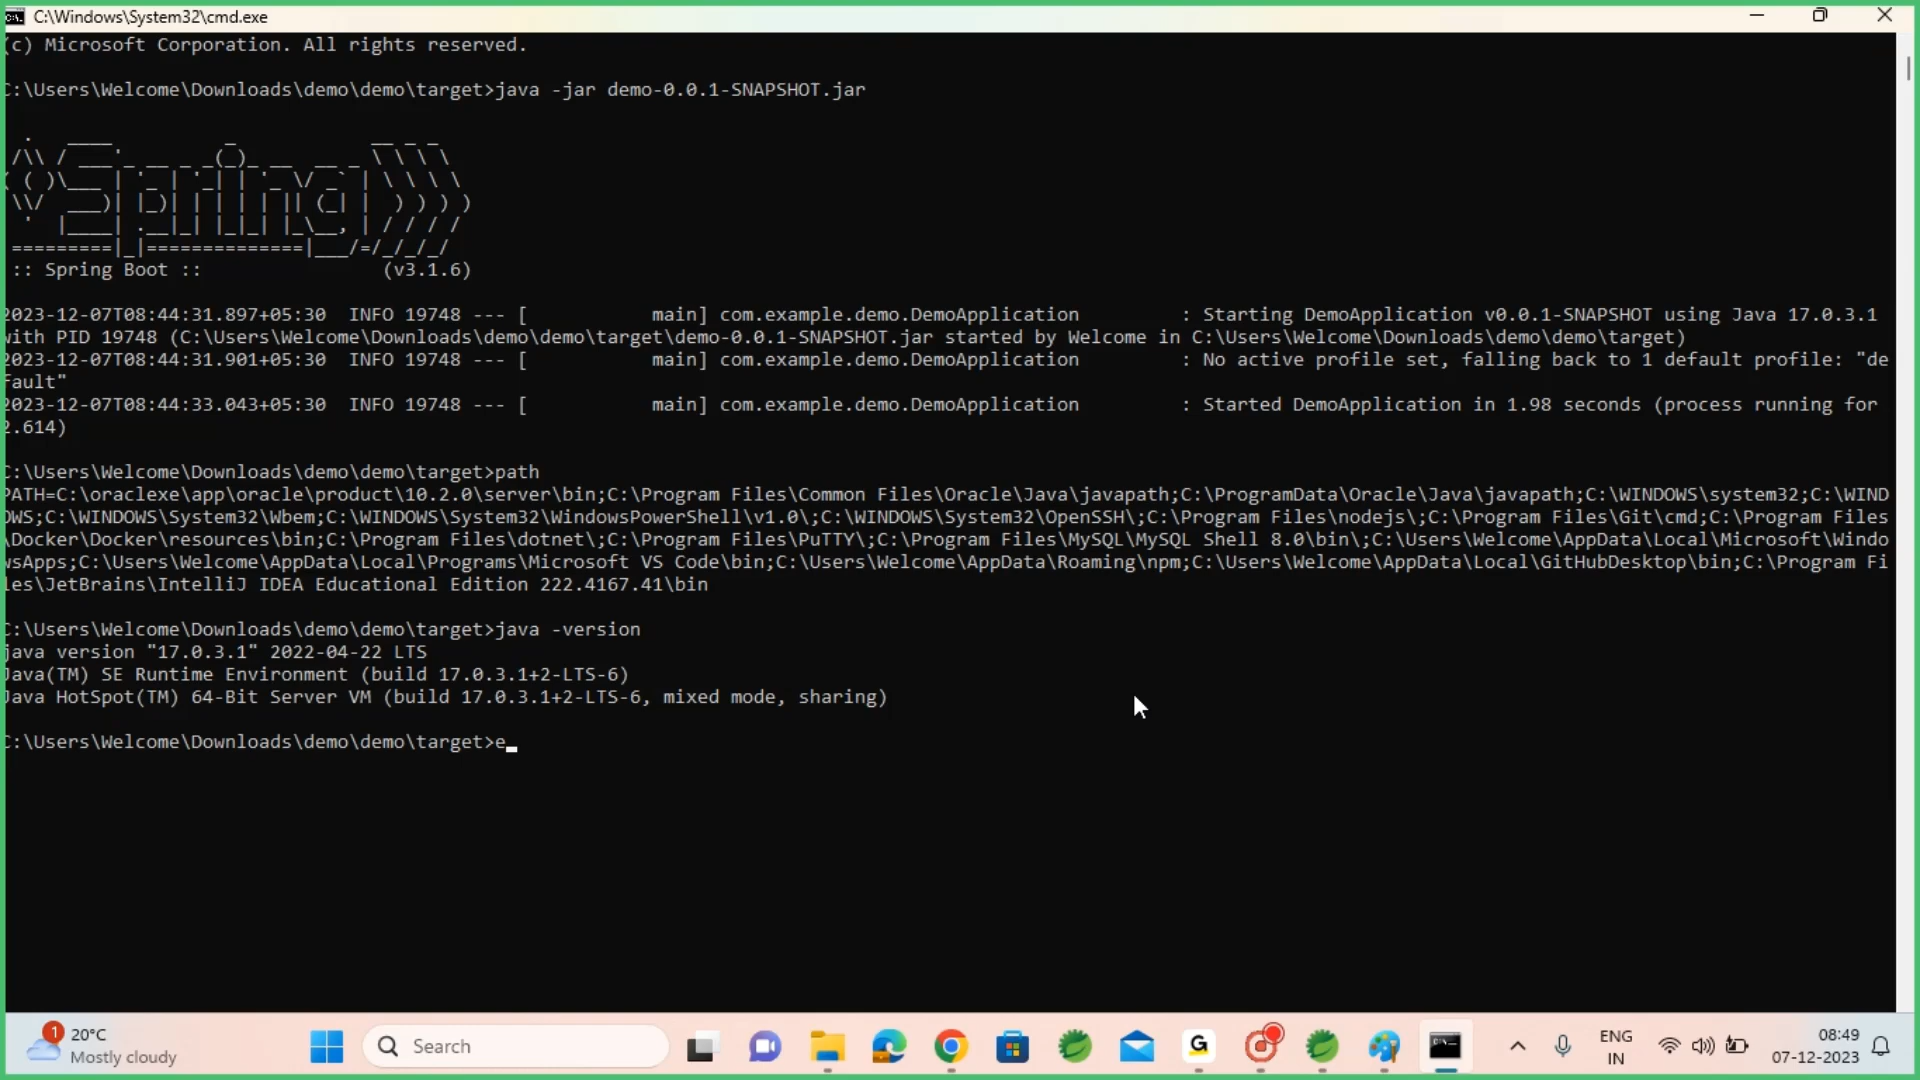 C:\Windows\System32\cmd.exe
(c) Microsoft Corporation. All rights reserved.
C:\Users\Welcome\Downloads\demo\demo\target>java -jar demo-0.0.1-SNAPSHOT.jar
Spring
:: Spring Boot :: (v3.1.6)
2023-12-07T08:44:31.897+05:30 INFO 19748 --- [ main] com.example.demo.DemoApplication : Starting DemoApplication v0.0.1-SNAPSHOT using Java 17.0.3.1
with PID 19748 (C:\Users\Welcome\Downloads\demo\demo\target\demo-0.0.1-SNAPSHOT.jar started by Welcome in C:\Users\Welcome\Downloads\demo\demo\target)
2023-12-07T08:44:31.901+05:30 INFO 19748 --- [ main] com.example.demo.DemoApplication : No active profile set, falling back to 1 default profile: "de
fault"
2023-12-07T08:44:33.043+05:30 INFO 19748 --- [ main] com.example.demo.DemoApplication : Started DemoApplication in 1.98 seconds (process running for
2.614)
C:\Users\Welcome\Downloads\demo\demo\target>path
PATH=C:\oraclexe\app\oracle\product\10.2.0\server\bin;C:\Program Files\Common Files\Oracle\Java\javapath;C:\ProgramData\Oracle\Java\javapath;C:\WINDOWS\system32;C:\WIND
OWS;C:\WINDOWS\System32\Wbem;C:\WINDOWS\System32\WindowsPowerShell\v1.0\;C:\WINDOWS\System32\OpenSSH\;C:\Program Files\nodejs\;C:\Program Files\Git\cmd;C:\Program Files
\Docker\Docker\resources\bin;C:\Program Files\dotnet\;C:\Program Files\PuTTY\;C:\Program Files\MySQL\MySQL Shell 8.0\bin\;C:\Users\Welcome\AppData\Local\Microsoft\Windo
wsApps;C:\Users\Welcome\AppData\Local\Programs\Microsoft VS Code\bin;C:\Users\Welcome\AppData\Roaming\npm;C:\Users\Welcome\AppData\Local\GitHubDesktop\bin;C:\Program Fi
les\JetBrains\IntelliJ IDEA Educational Edition 222.4167.41\bin
C:\Users\Welcome\Downloads\demo\demo\target>java -version
java version "17.0.3.1" 2022-04-22 LTS
Java(TM) SE Runtime Environment (build 17.0.3.1+2-LTS-6)
Java HotSpot(TM) 64-Bit Server VM (build 17.0.3.1+2-LTS-6, mixed mode, sharing)
C:\Users\Welcome\Downloads\demo\demo\target>e_
1 20°C
Mostly cloudy
Search
G
ENG
IN
08:49
07-12-2023